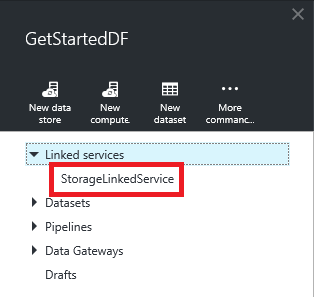 GetStartedDF
New data
store
New
compute..
New
dataset
More
commanc...
Linked services
StorageLinkedService
Datasets
Pipelines
Data Gateways
Drafts